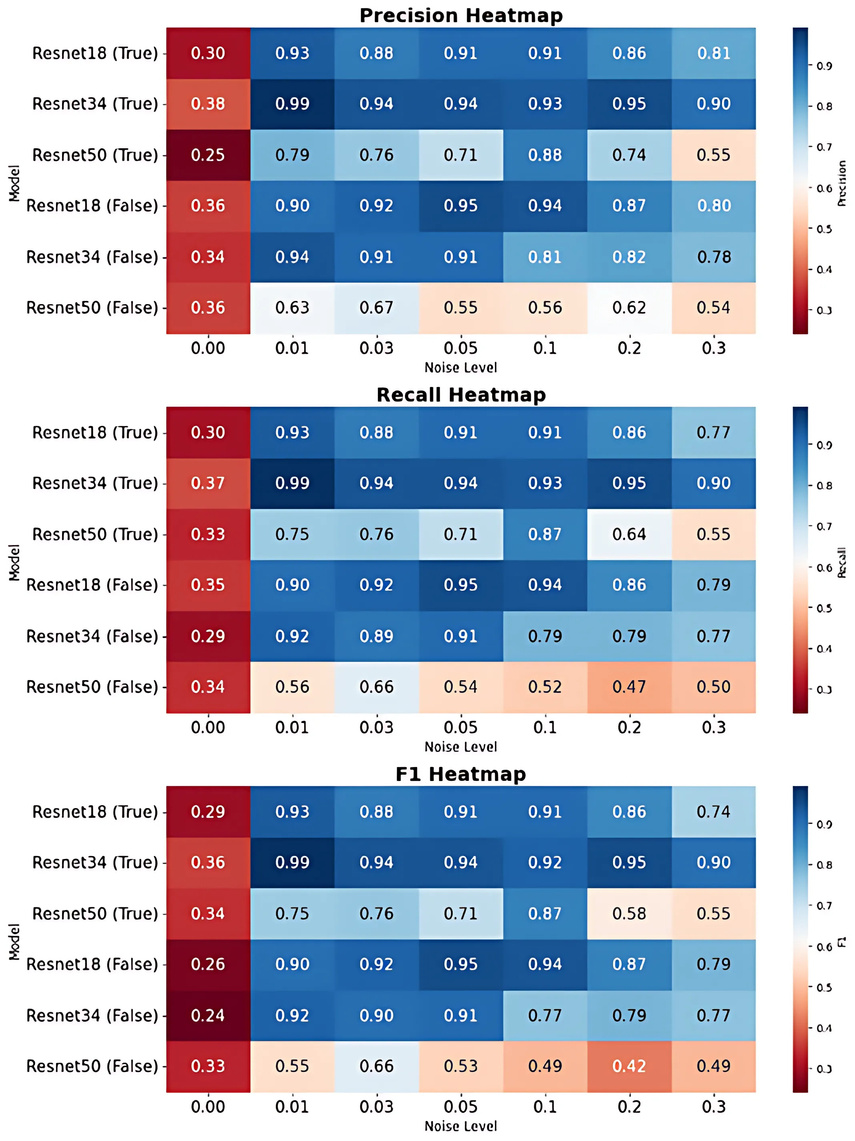 Precision Heatmap
Resnet18 (True) 0.30 0.93 0.88 0.91 0.91 0.86 0.81
Resnet34 (True) 0.38 0.99 0.94 0.94 0.93 0.95 0.90
Resnet50 (True) 0.25 0.79 0.76 0.71 0.88 0.74 0.55
Resnet18 (False) 0.36 0.90 0.92 0.95 0.94 0.87 0.80
Resnet34 (False) 0.34 0.94 0.91 0.91 0.81 0.82 0.78
Resnet50 (False) 0.36 0.63 0.67 0.55 0.56 0.62 0.54
0.00 0.01 0.03 0.05 0.1 0.2 0.3
Noise Level
Model
0.9
0.8
0.7
0.6
0.5
0.4
0.3
Precision
Recall Heatmap
Resnet18 (True) 0.30 0.93 0.88 0.91 0.91 0.86 0.77
Resnet34 (True) 0.37 0.99 0.94 0.94 0.93 0.95 0.90
Resnet50 (True) 0.33 0.75 0.76 0.71 0.87 0.64 0.55
Resnet18 (False) 0.35 0.90 0.92 0.95 0.94 0.86 0.79
Resnet34 (False) 0.29 0.92 0.89 0.91 0.79 0.79 0.77
Resnet50 (False) 0.34 0.56 0.66 0.54 0.52 0.47 0.50
0.00 0.01 0.03 0.05 0.1 0.2 0.3
Noise Level
Model
0.9
0.8
0.7
0.6
0.5
0.4
0.3
Recall
F1 Heatmap
Resnet18 (True) 0.29 0.93 0.88 0.91 0.91 0.86 0.74
Resnet34 (True) 0.36 0.99 0.94 0.94 0.92 0.95 0.90
Resnet50 (True) 0.34 0.75 0.76 0.71 0.87 0.58 0.55
Resnet18 (False) 0.26 0.90 0.92 0.95 0.94 0.87 0.79
Resnet34 (False) 0.24 0.92 0.90 0.91 0.77 0.79 0.77
Resnet50 (False) 0.33 0.55 0.66 0.53 0.49 0.42 0.49
0.00 0.01 0.03 0.05 0.1 0.2 0.3
Noise Level
Model
0.9
0.8
0.7
0.6
0.5
0.4
0.3
F1